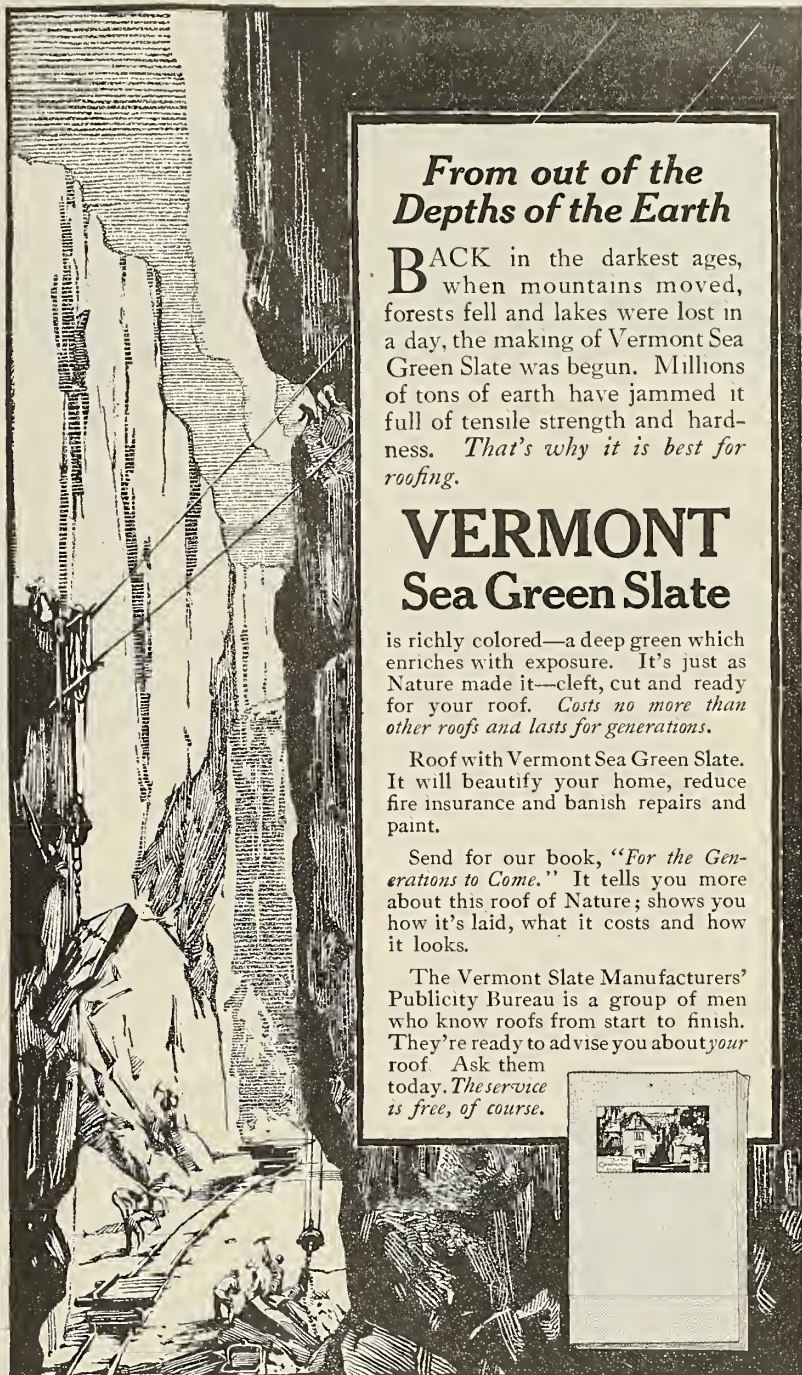 From out of the
Depths of the Earth
BACK in the darkest ages,
when mountains moved,
forests fell and lakes were lost in
a day, the making of Vermont Sea
Green Slate was begun. Millions
of tons of earth have jammed it
full of tensile strength and hard-
ness. That's why it is best for
roofing.
VERMONT
Sea Green Slate
is richly colored—a deep green which
enriches with exposure. It's just as
Nature made it—cleft, cut and ready
for your roof. Costs no more than
other roofs and lasts for generations.
Roof with Vermont Sea Green Slate.
It will beautify your home, reduce
fire insurance and banish repairs and
paint.
Send for our book, "For the Gen-
erations to Come." It tells you more
about this roof of Nature; shows you
how it's laid, what it costs and how
it looks.
The Vermont Slate Manufacturers'
Publicity Bureau is a group of men
who know roofs from start to finish.
They're ready to advise you about your
roof Ask them
today. The service
is free, of course.